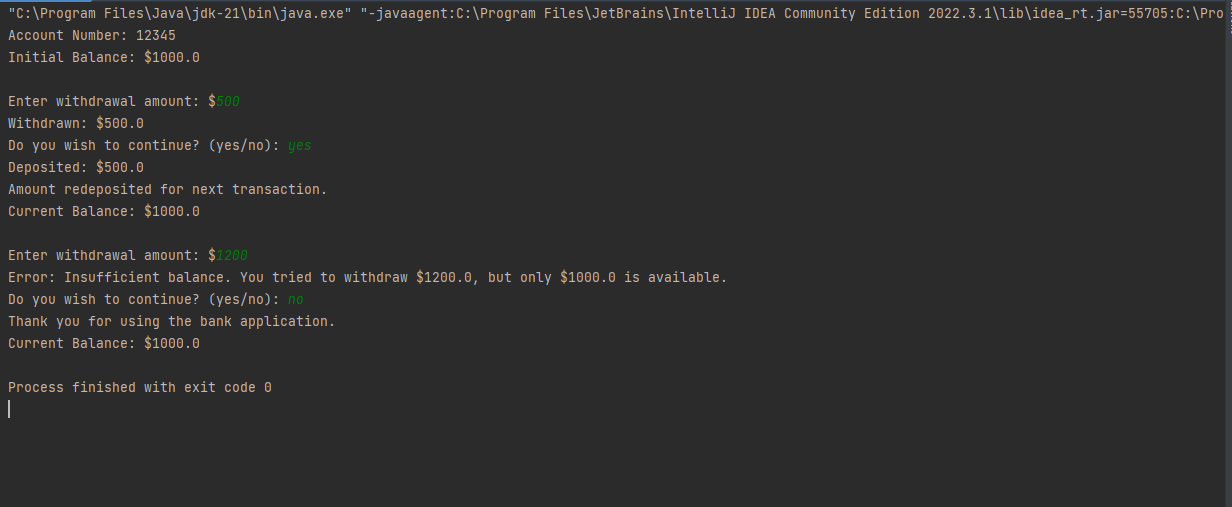 "C:\Program Files\Java\jdk-21\bin\java.exe" "-javaagent:C:\Program Files\JetBrains\IntelliJ IDEA Community Edition 2022.3.1\lib\idea_rt.jar=55705:C:\Pro
Account Number: 12345
Initial Balance: $1000.0
Enter withdrawal amount: $500
Withdrawn: $500.0
Do you wish to continue? (yes/no): yes
Deposited: $500.0
Amount redeposited for next transaction.
Current Balance: $1000.0
Enter withdrawal amount: $1200
Error: Insufficient balance. You tried to withdraw $1200.0, but only $1000.0 is available.
Do you wish to continue? (yes/no): no
Thank you for using the bank application.
Current Balance: $1000.0
Process finished with exit code 0